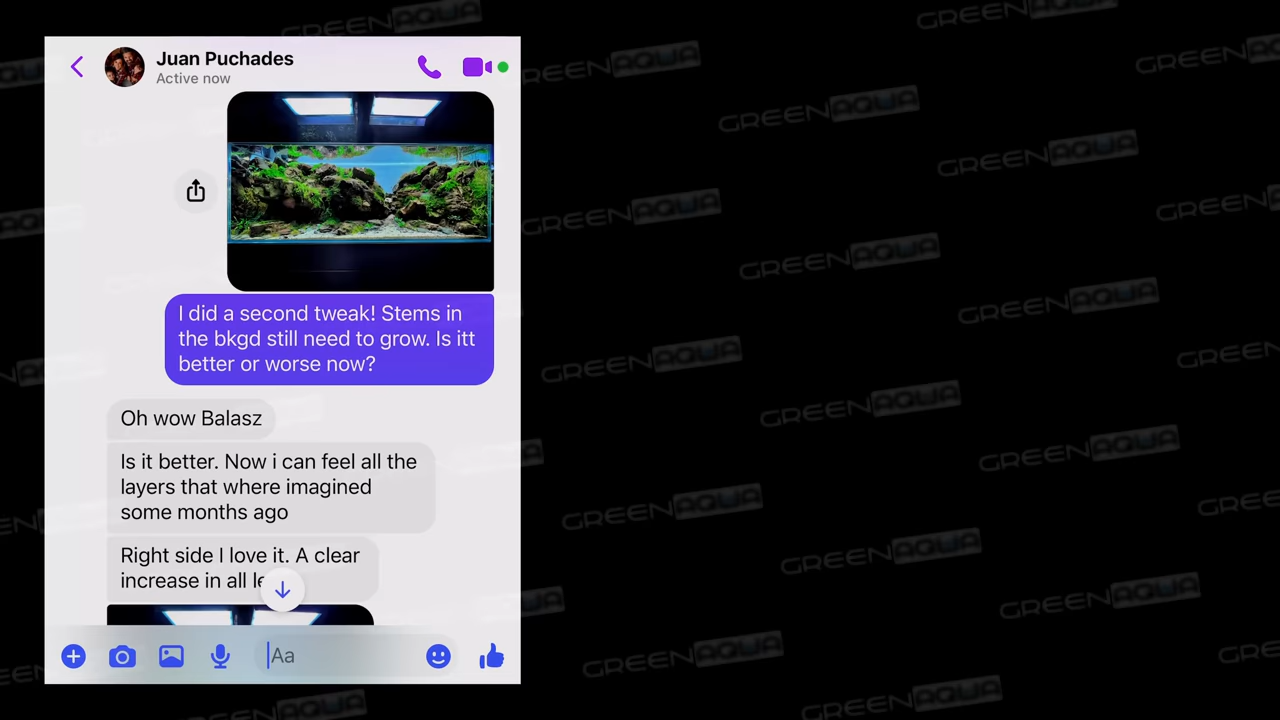 Juan Puchades
Active now
I did a second tweak! Stems in
the bkgd still need to grow. Is itt
better or worse now?
Oh wow Balasz
Is it better. Now i can feel all the
layers that where imagined
some months ago
Right side I love it. A clear
increase in all le
Aa
GREENAQUA